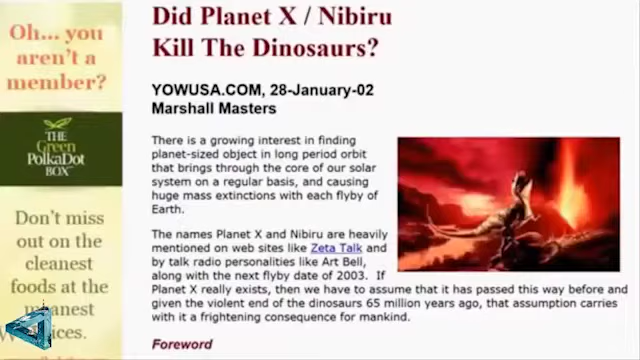 Oh... you
aren't a
member?
THE
Green
PolkaDot
BOX
Don't miss
out on the
cleanest
foods at the
meanest
Did Planet X / Nibiru
Kill The Dinosaurs?
YOWUSA.COM, 28-January-02
Marshall Masters
There is a growing interest in finding
planet-sized object in long period orbit
that brings through the core of our solar
system on a regular basis, and causing
huge mass extinctions with each flyby of
Earth.
The names Planet X and Nibiru are heavily
mentioned on web sites like Zeta Talk and
by talk radio personalities like Art Bell,
along with the next flyby date of 2003. If
Planet X really exists, then we have to assume that it has passed this way before and
given the violent end of the dinosaurs 65 million years ago, that assumption carries
with it a frightening consequence for mankind.
Foreword